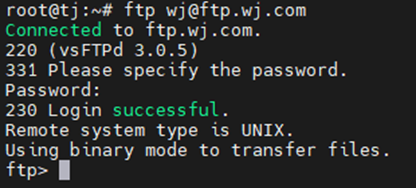 root@tj:~# ftp wj@ftp.wj.com
Connected to ftp.wj.com.
220 (vsFTPd 3.0.5)
331 Please specify the password.
Password:
230 Login successful.
Remote system type is UNIX.
Using binary mode to transfer files.
ftp>